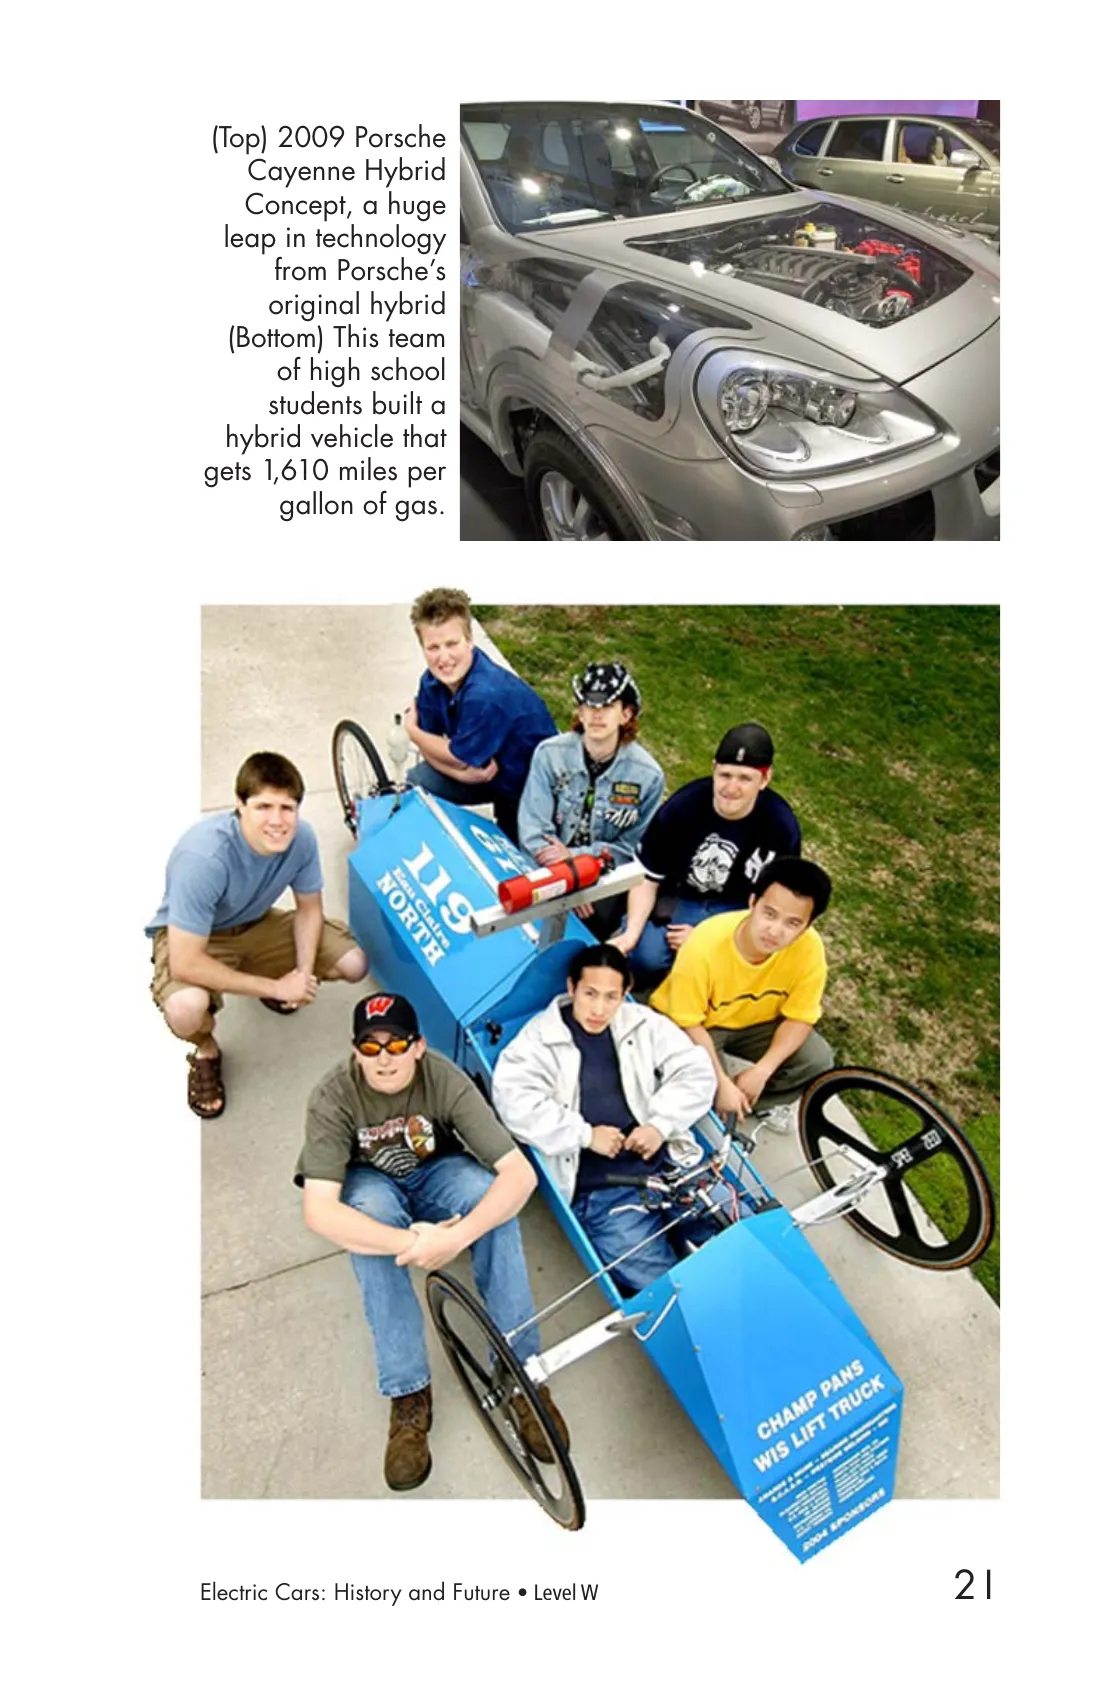 (Top) 2009 Porsche
Cayenne Hybrid
Concept, a huge
leap in technology
from Porsche's
original hybrid
(Bottom) This team
of high school
students built a
hybrid vehicle that
gets 1,610 miles per
gallon of gas.
119
Eau Claire
NORTH
W
NY
CHAMP PANS
WIS LIFT TRUCK
2004 SPONSORS
Electric Cars: History and Future • Level W
21